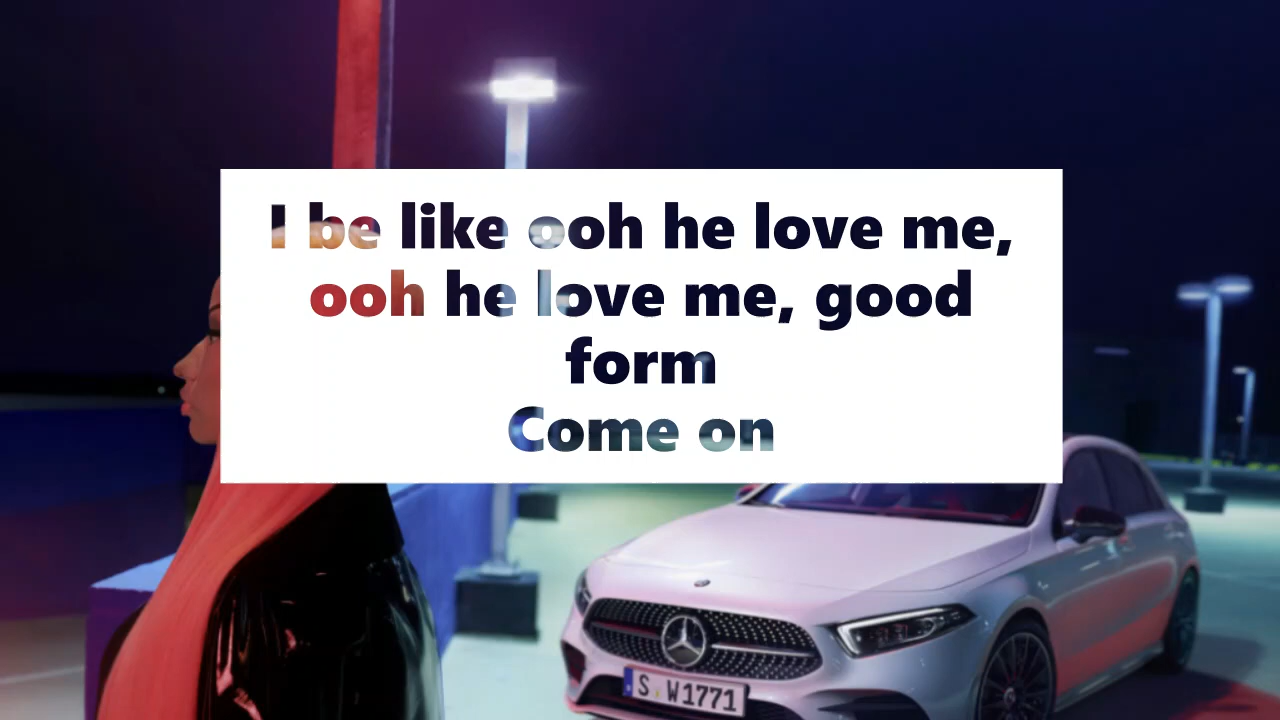 I be like ooh he love me,
ooh he love me, good
form
Come on
S W1771